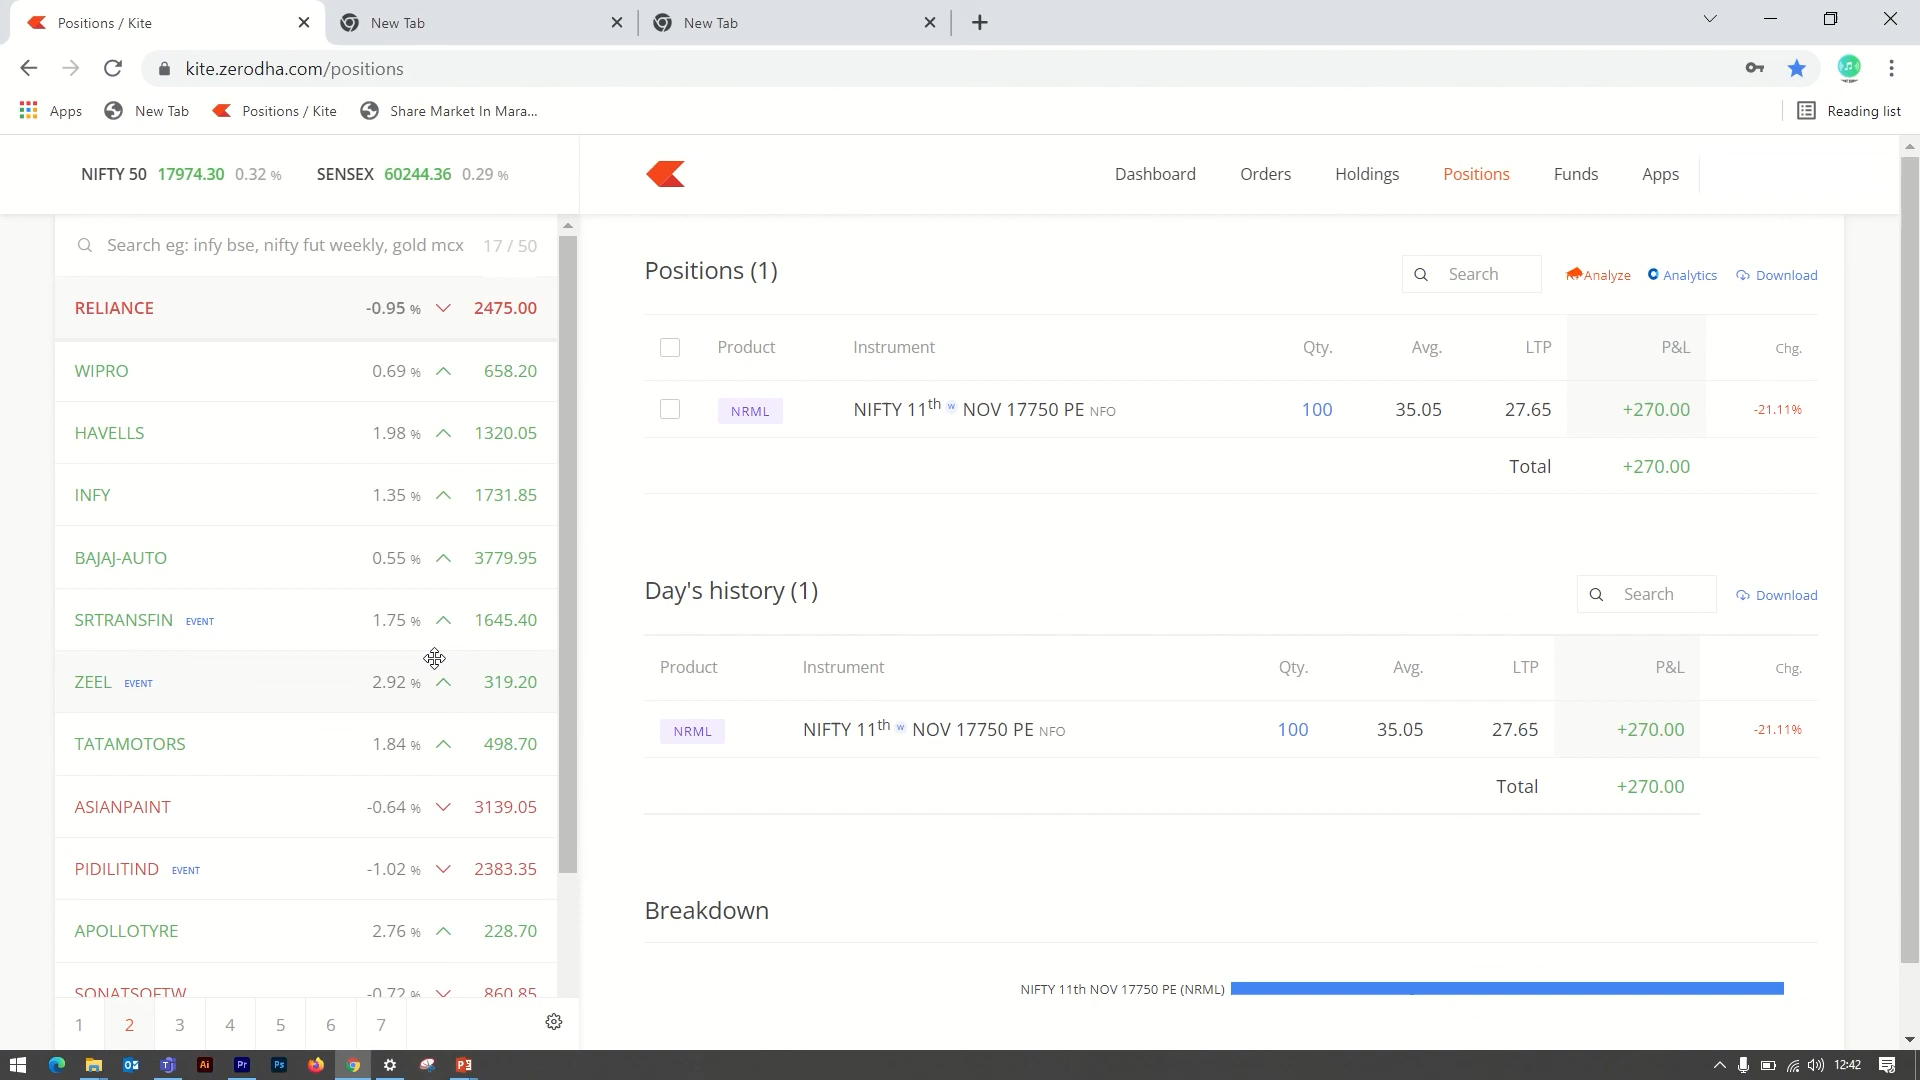 Positions / Kite
New Tab
New Tab
kite.zerodha.com/positions
Apps
New Tab
Positions / Kite
Share Market In Mara...
Reading list
NIFTY 50 17974.30 0.32 %
SENSEX 60244.36 0.29 %
Dashboard
Orders
Holdings
Positions
Funds
Apps
Search eg: infy bse, nifty fut weekly, gold mcx
17 / 50
RELIANCE -0.95 % 2475.00
WIPRO 0.69 % 658.20
HAVELLS 1.98 % 1320.05
INFY 1.35 % 1731.85
BAJAJ-AUTO 0.55 % 3779.95
SRTRANSFIN EVENT 1.75 % 1645.40
ZEEL EVENT 2.92 % 319.20
TATAMOTORS 1.84 % 498.70
ASIANPAINT -0.64 % 3139.05
PIDILITIND EVENT -1.02 % 2383.35
APOLLOTYRE 2.76 % 228.70
SONATSOFTW -0.72 % 860.85
1 2 3 4 5 6 7
Positions (1)
Search
Analyze
Analytics
Download
Product Instrument Qty. Avg. LTP P&L Chg.
NRML NIFTY 11th w NOV 17750 PE NFO 100 35.05 27.65 +270.00 -21.11%
Total +270.00
Day's history (1)
Search
Download
Product Instrument Qty. Avg. LTP P&L Chg.
NRML NIFTY 11th w NOV 17750 PE NFO 100 35.05 27.65 +270.00 -21.11%
Total +270.00
Breakdown
NIFTY 11th NOV 17750 PE (NRML)
Ai
Pr
Ps
12:42